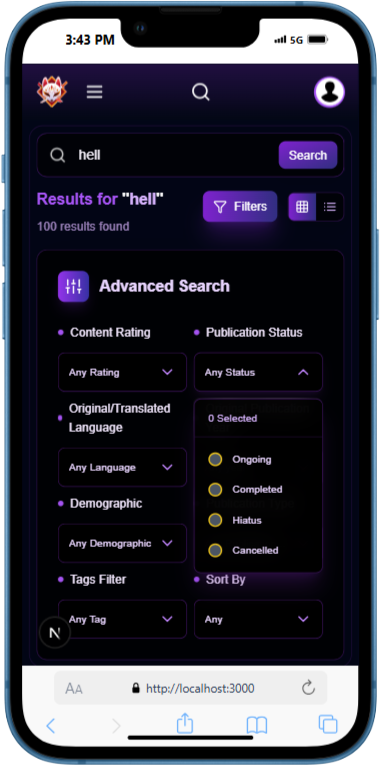 3:43 PM
5G
hell
Search
Results for "hell"
Filters
100 results found
Advanced Search
Content Rating
Publication Status
Any Rating
Any Status
Original/Translated
Language
0 Selected
Any Language
Ongoing
Completed
Demographic
Hiatus
Any Demographic
Cancelled
Tags Filter
Sort By
Any Tag
Any
N
AA
http://localhost:3000